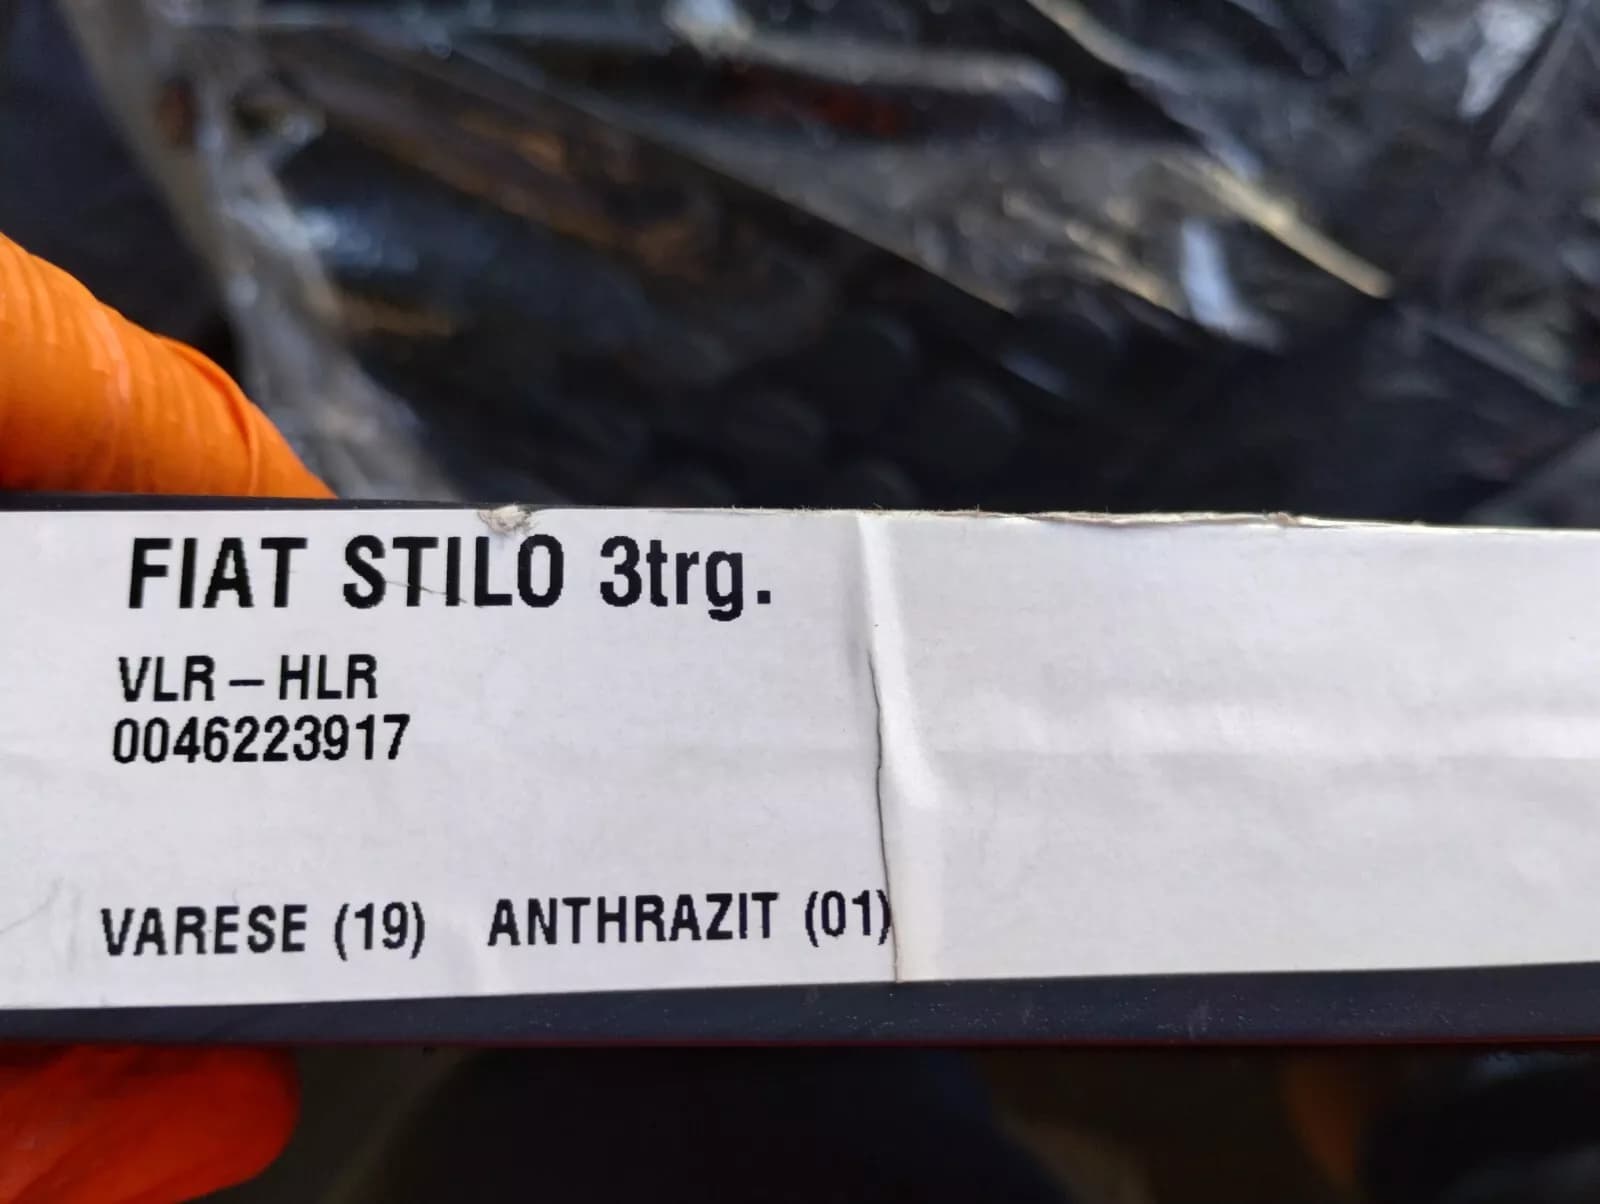 FIAT STILO 3trg.
VLR – HLR
0046223917
VARESE (19) ANTHRAZIT (01)